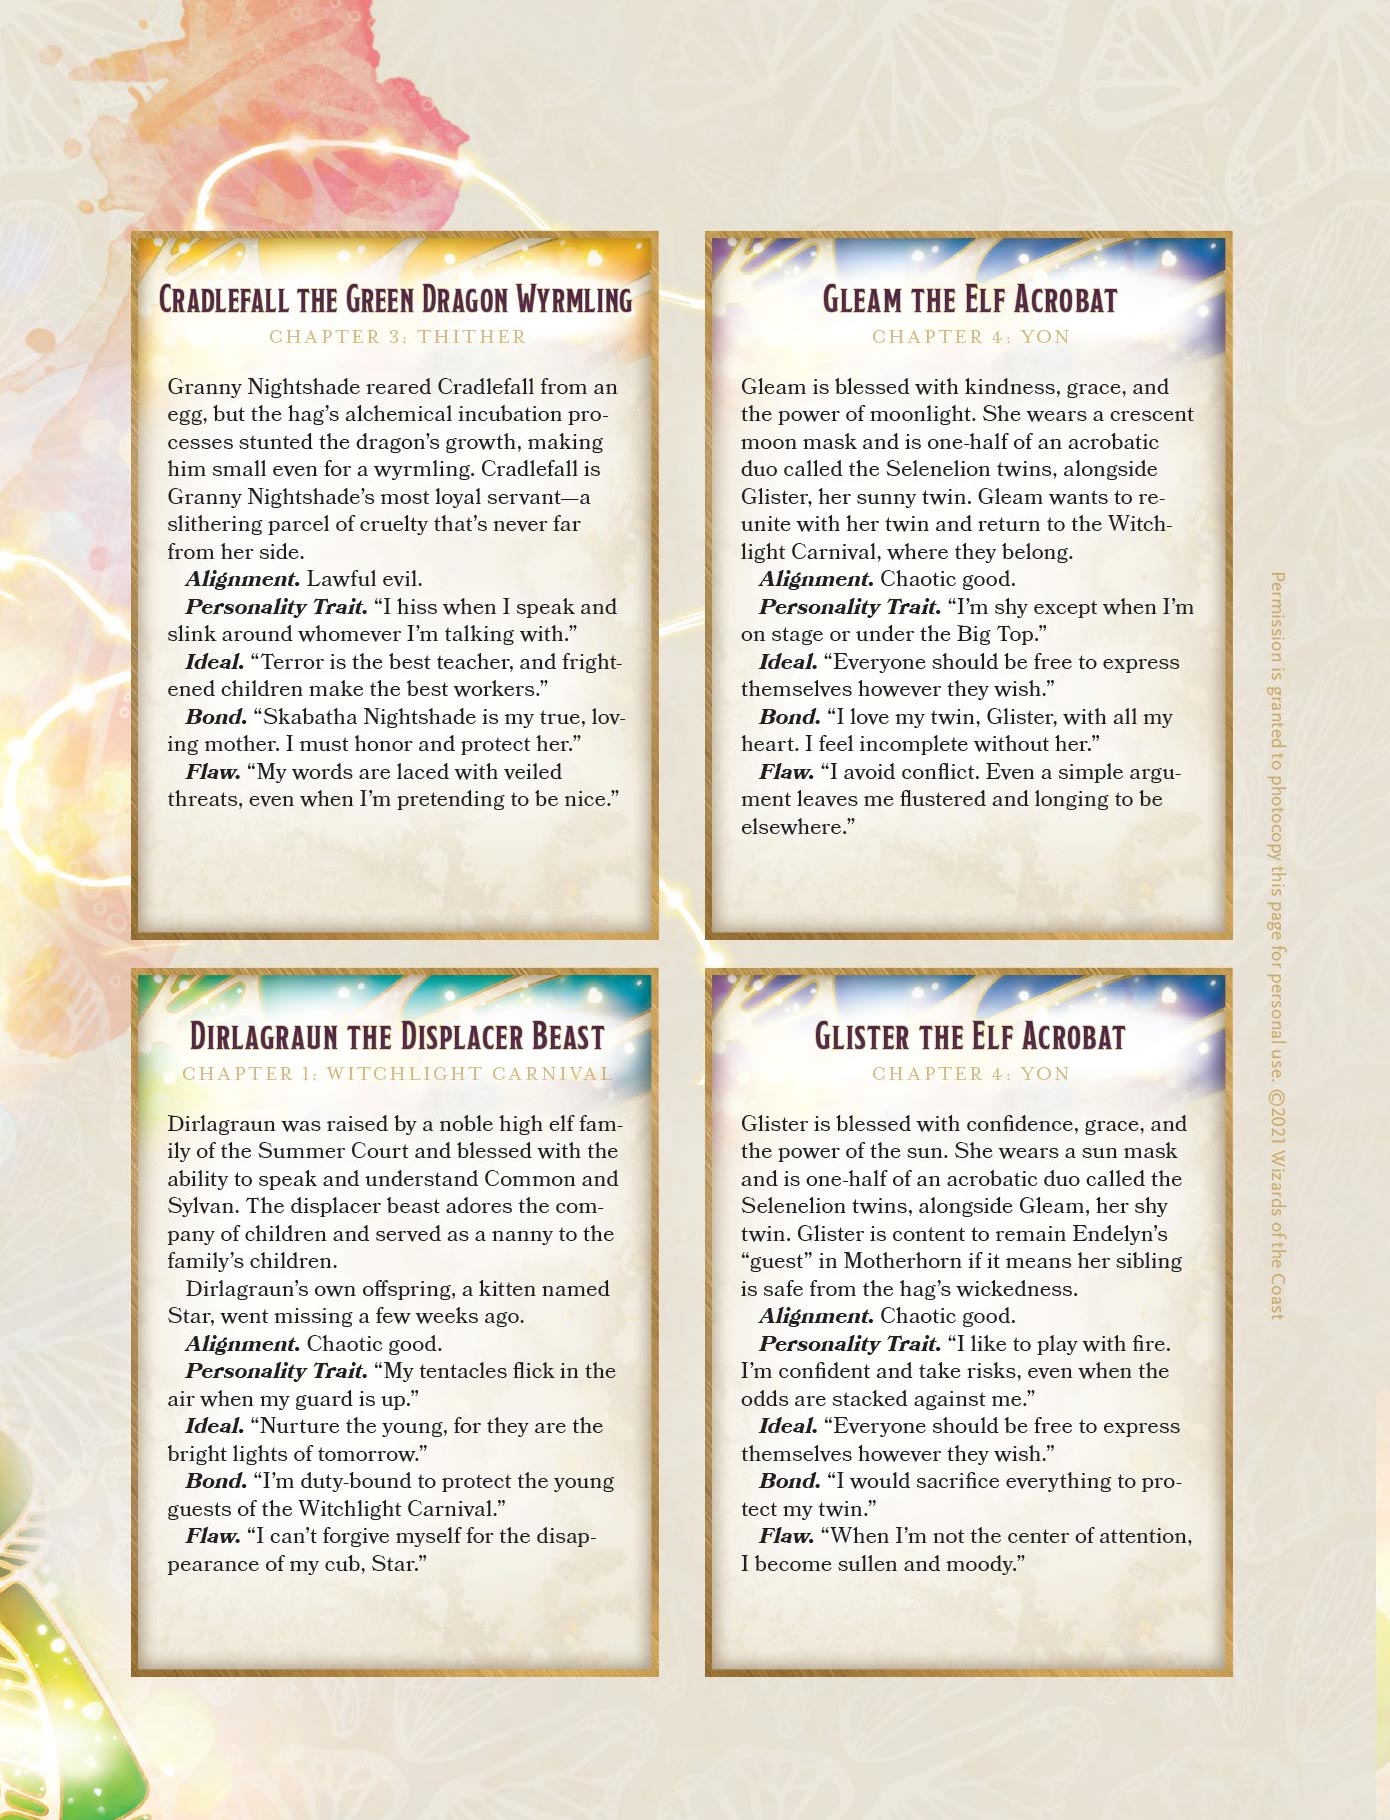 Cradlefall the Green Dragon Wyrmling
Chapter 3: Thither
Granny Nightshade reared Cradlefall from an
egg, but the hag's alchemical incubation pro-
cesses stunted the dragon's growth, making
him small even for a wyrmling. Cradlefall is
Granny Nightshade's most loyal servant—a
slithering parcel of cruelty that's never far
from her side.
Alignment. Lawful evil.
Personality Trait. “I hiss when I speak and
slink around whomever I'm talking with.”
Ideal. “Terror is the best teacher, and fright-
ened children make the best workers.”
Bond. “Skabatha Nightshade is my true, lov-
ing mother. I must honor and protect her.”
Flaw. “My words are laced with veiled
threats, even when I'm pretending to be nice.”
Gleam the Elf Acrobat
Chapter 4: Yon
Gleam is blessed with kindness, grace, and
the power of moonlight. She wears a crescent
moon mask and is one-half of an acrobatic
duo called the Selenelion twins, alongside
Glister, her sunny twin. Gleam wants to re-
unite with her twin and return to the Witch-
light Carnival, where they belong.
Alignment. Chaotic good.
Personality Trait. “I'm shy except when I'm
on stage or under the Big Top.”
Ideal. “Everyone should be free to express
themselves however they wish.”
Bond. “I love my twin, Glister, with all my
heart. I feel incomplete without her.”
Flaw. “I avoid conflict. Even a simple argu-
ment leaves me flustered and longing to be
elsewhere.”
Dirlagraun the Displacer Beast
Chapter 1: Witchlight Carnival
Dirlagraun was raised by a noble high elf fam-
ily of the Summer Court and blessed with the
ability to speak and understand Common and
Sylvan. The displacer beast adores the com-
pany of children and served as a nanny to the
family's children.
Dirlagraun's own offspring, a kitten named
Star, went missing a few weeks ago.
Alignment. Chaotic good.
Personality Trait. “My tentacles flick in the
air when my guard is up.”
Ideal. “Nurture the young, for they are the
bright lights of tomorrow.”
Bond. “I'm duty-bound to protect the young
guests of the Witchlight Carnival.”
Flaw. “I can't forgive myself for the disap-
pearance of my cub, Star.”
Glister the Elf Acrobat
Chapter 4: Yon
Glister is blessed with confidence, grace, and
the power of the sun. She wears a sun mask
and is one-half of an acrobatic duo called the
Selenelion twins, alongside Gleam, her shy
twin. Glister is content to remain Endelyn's
“guest” in Motherhorn if it means her sibling
is safe from the hag's wickedness.
Alignment. Chaotic good.
Personality Trait. “I like to play with fire.
I'm confident and take risks, even when the
odds are stacked against me.”
Ideal. “Everyone should be free to express
themselves however they wish.”
Bond. “I would sacrifice everything to pro-
tect my twin.”
Flaw. “When I'm not the center of attention,
I become sullen and moody.”
Permission is granted to photocopy this page for personal use. ©2021 Wizards of the Coast